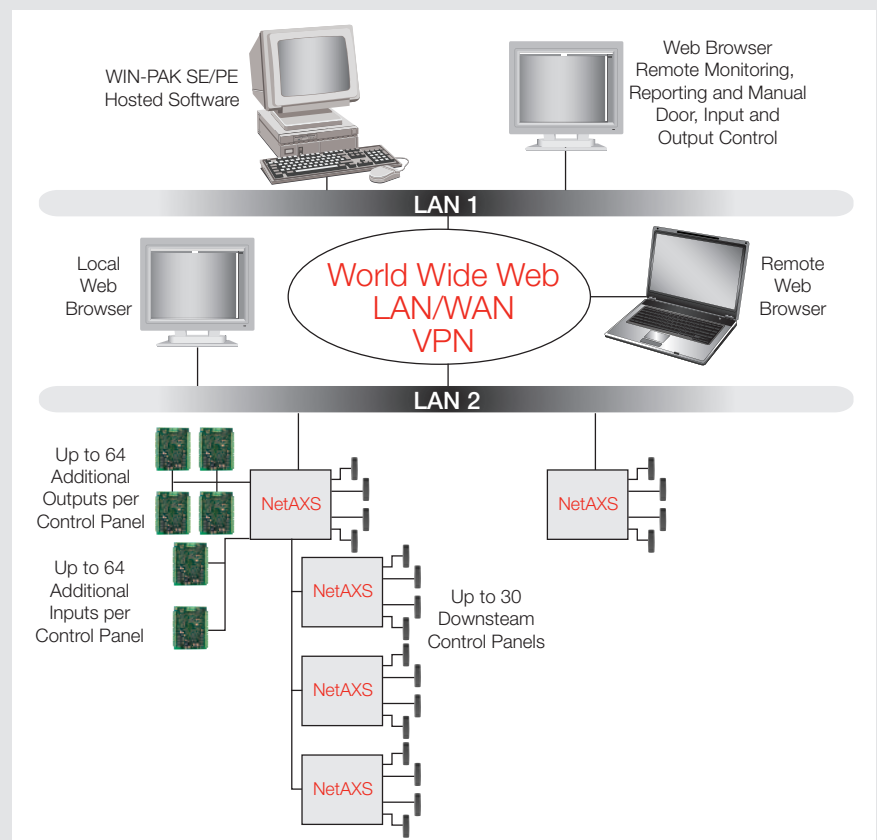 WIN-PAK SE/PE
Hosted Software
Web Browser
Remote Monitoring,
Reporting and Manual
Door, Input and
Output Control
LAN 1
Local
Web
Browser
World Wide Web
LAN/WAN
VPN
Remote
Web
Browser
LAN 2
Up to 64
Additional
Outputs per
Control Panel
NetAXS
NetAXS
Up to 64
Additional
Inputs per
Control Panel
NetAXS
Up to 30
Downsteam
Control Panels
NetAXS
NetAXS